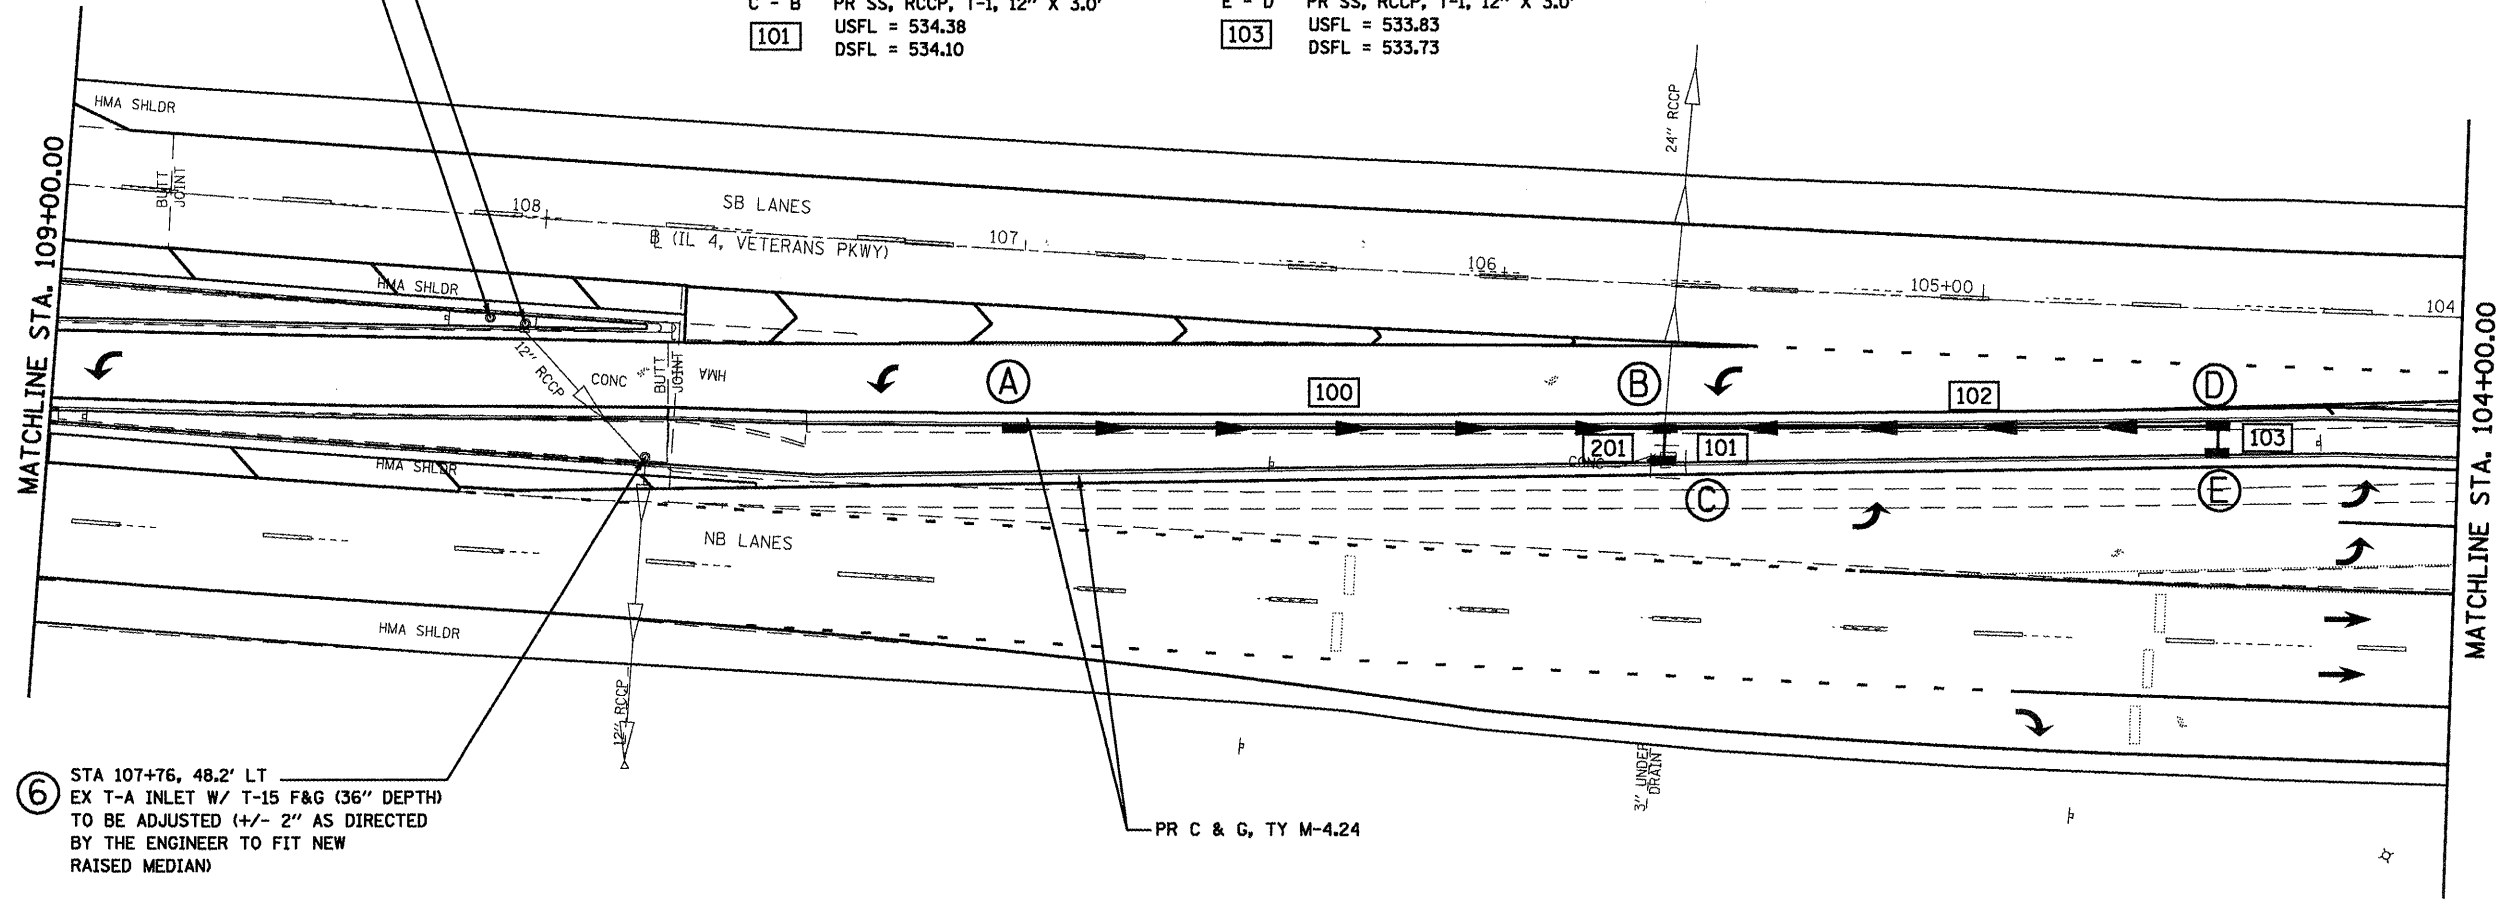 C - B PR SS, RCCP, T-1, 12" X 3.0'
101 USFL = 534.38
DSFL = 534.10
E - D PR SS, RCCP, T-1, 12" X 3.0'
103 USFL = 533.83
DSFL = 533.73
MATCHLINE STA. 109+00.00
HMA SHLDR
BUTT
JOINT
108
SB LANES
℄ (IL 4, VETERANS PKWY)
107
106
105+00
104
24" RCCP
HMA SHLDR
12" RCCP
CONC
BUTT
JOINT
HMA
A
100
B
102
D
201
101
103
CONC
C
E
HMA SHLDR
NB LANES
HMA SHLDR
12" RCCP
3" UNDER
DRAIN
MATCHLINE STA. 104+00.00
6
STA 107+76, 48.2' LT
EX T-A INLET W/ T-15 F&G (36" DEPTH)
TO BE ADJUSTED (+/- 2" AS DIRECTED
BY THE ENGINEER TO FIT NEW
RAISED MEDIAN)
PR C & G, TY M-4.24